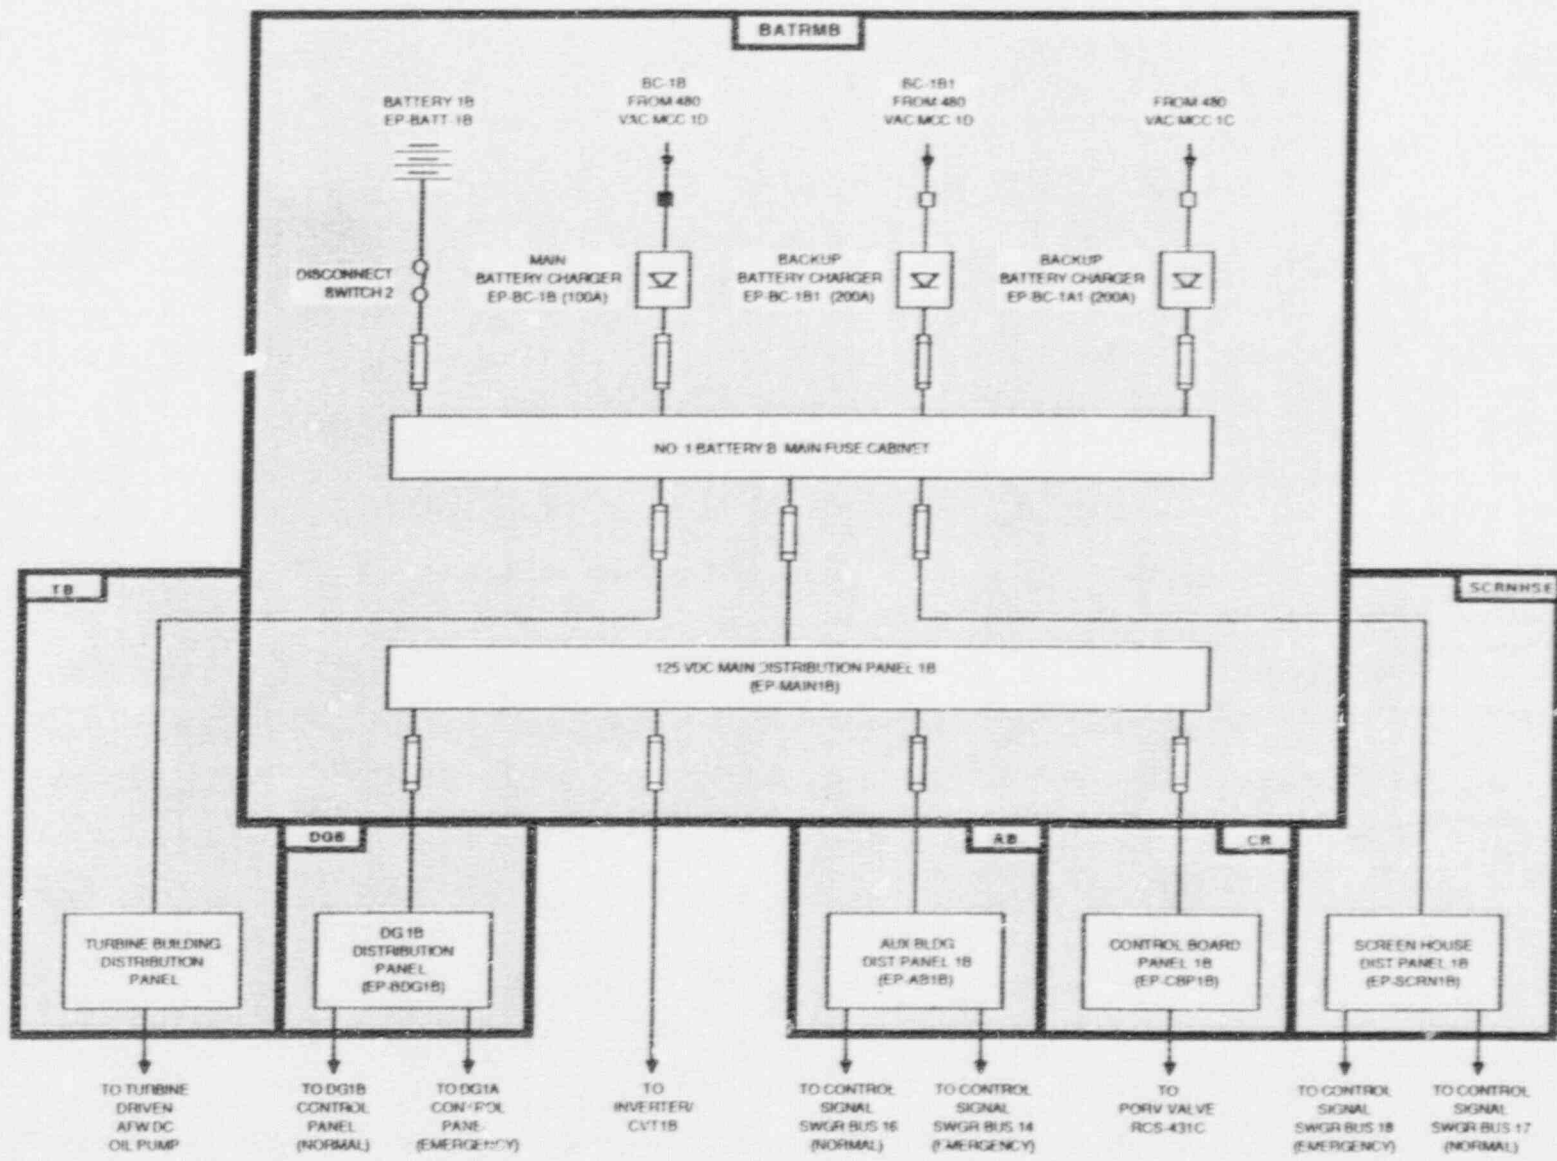 BATRMB
BATTERY 1B
EP-BATT-1B
BC-1B
FROM 480
VAC MCC 1D
BC-1B1
FROM 480
VAC MCC 1D
FROM 480
VAC MCC 1C
DISCONNECT
SWITCH 2
MAIN
BATTERY CHARGER
EP-BC-1B (100A)
BACKUP
BATTERY CHARGER
EP-BC-1B1 (200A)
BACKUP
BATTERY CHARGER
EP-BC-1A1 (200A)
NO. 1 BATTERY B MAIN FUSE CABINET
TB
SCRNHSE
125 VDC MAIN DISTRIBUTION PANEL 1B
(EP-MAIN1B)
DGB
AB
CR
TURBINE BUILDING
DISTRIBUTION
PANEL
DG 1B
DISTRIBUTION
PANEL
(EP-BDG1B)
AUX BLDG
DIST PANEL 1B
(EP-AB1B)
CONTROL BOARD
PANEL 1B
(EP-CBP1B)
SCREEN HOUSE
DIST PANEL 1B
(EP-SCRN1B)
TO TURBINE
DRIVEN
AFW DC
OIL PUMP
TO DG1B
CONTROL
PANEL
(NORMAL)
TO DG1A
CONTROL
PANEL
(EMERGENCY)
TO
INVERTER/
CVT1B
TO CONTROL
SIGNAL
SWGR BUS 16
(NORMAL)
TO CONTROL
SIGNAL
SWGR BUS 14
(EMERGENCY)
TO
PORV VALVE
RCS-431C
TO CONTROL
SIGNAL
SWGR BUS 18
(EMERGENCY)
TO CONTROL
SIGNAL
SWGR BUS 17
(NORMAL)